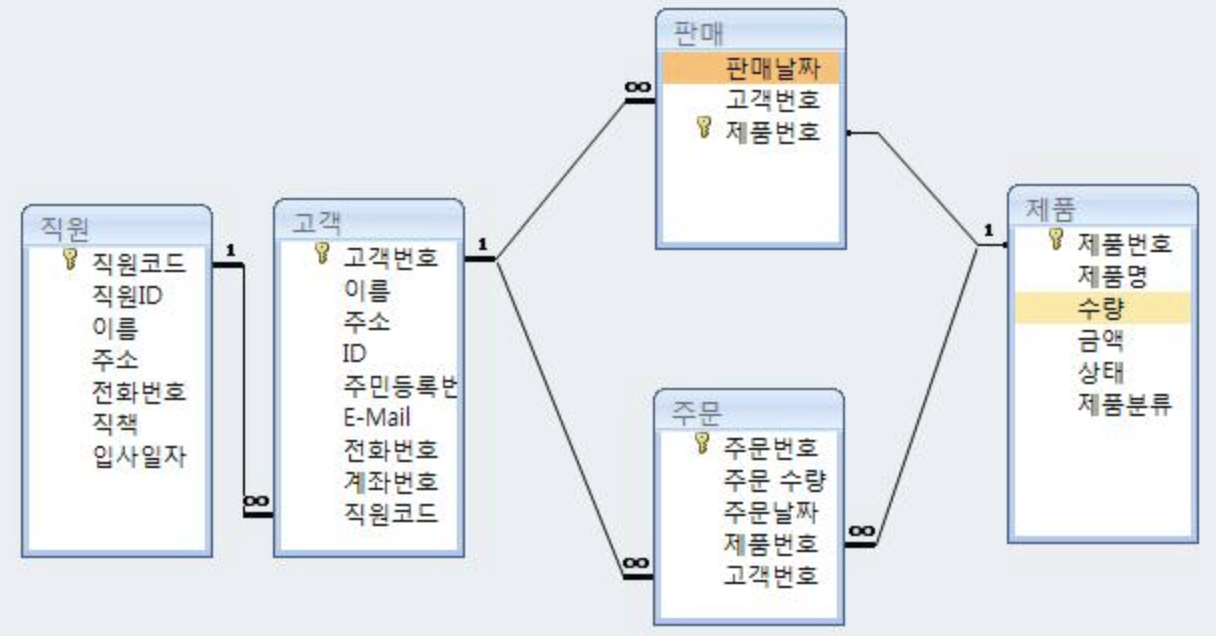 직원
직원코드
직원ID
이름
주소
전화번호
직책
입사일자
1
∞
고객
고객번호
이름
주소
ID
주민등록번
E-Mail
전화번호
계좌번호
직원코드
1
∞
∞
판매
판매날짜
고객번호
제품번호
주문
주문번호
주문 수량
주문날짜
제품번호
고객번호
∞
1
제품
제품번호
제품명
수량
금액
상태
제품분류